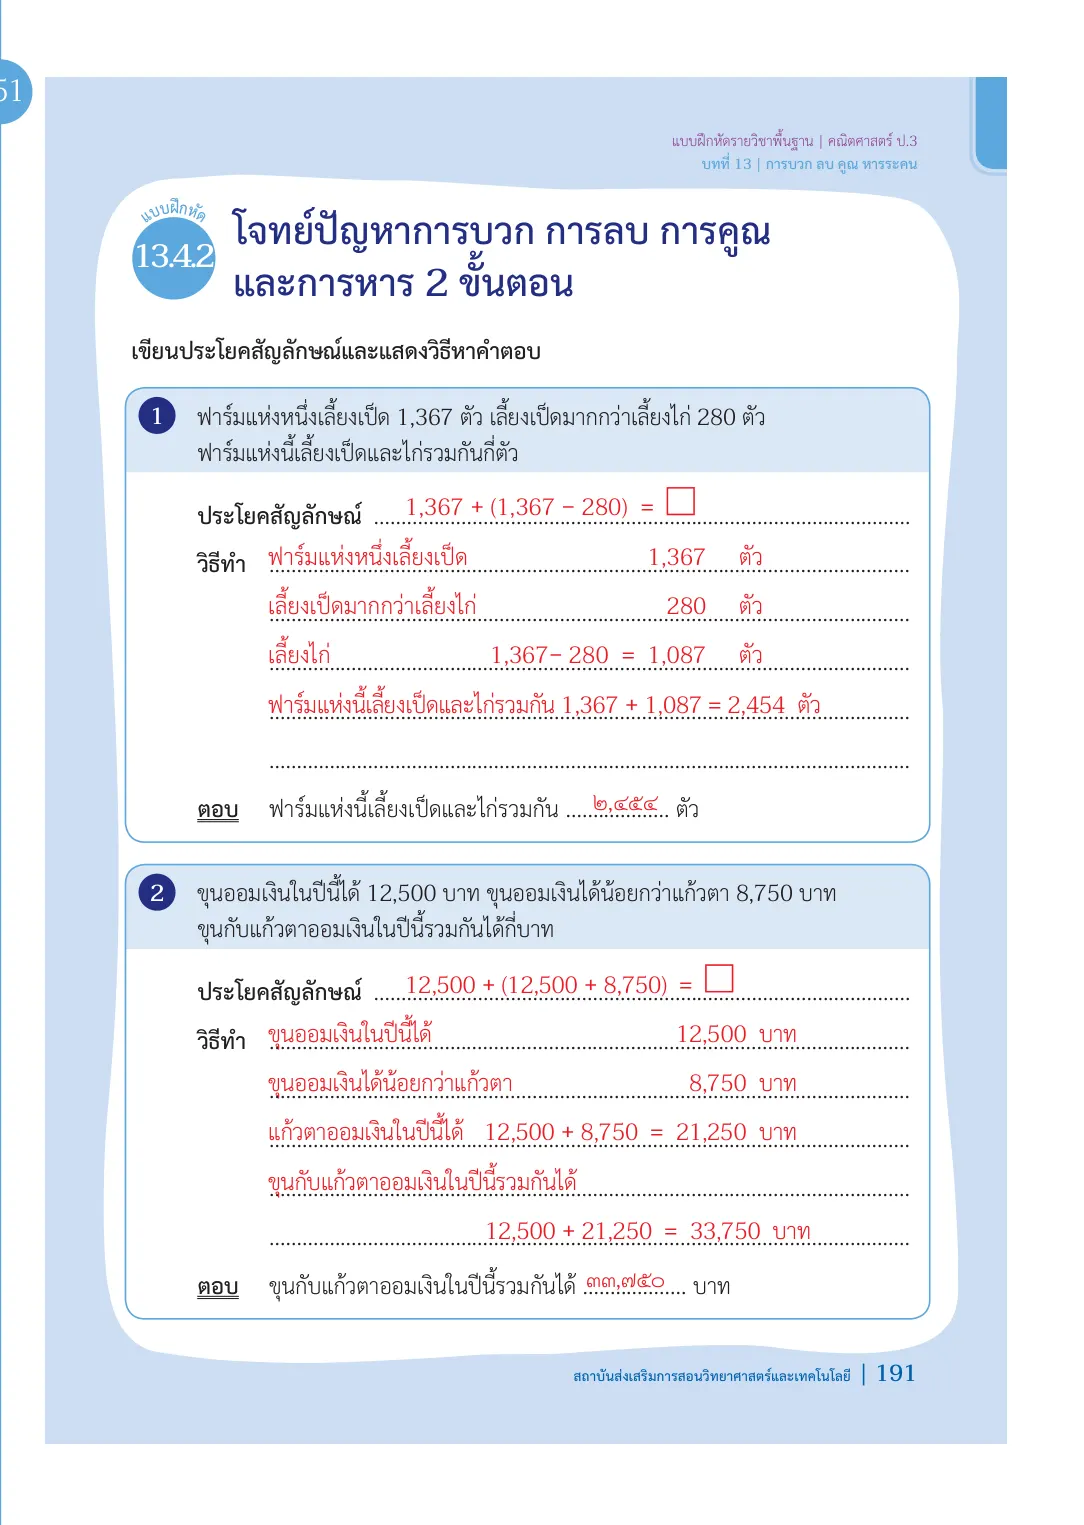 51
แบบฝึกหัดรายวิชาพื้นฐาน | คณิตศาสตร์ ป.3
บทที่ 13 | การบวก ลบ คูณ หารระคน
แบบฝึกหัด
13.4.2
โจทย์ปัญหาการบวก การลบ การคูณ
และการหาร 2 ขั้นตอน
เขียนประโยคสัญลักษณ์และแสดงวิธีหาคำตอบ
1 ฟาร์มแห่งหนึ่งเลี้ยงเป็ด 1,367 ตัว เลี้ยงเป็ดมากกว่าเลี้ยงไก่ 280 ตัว
ฟาร์มแห่งนี้เลี้ยงเป็ดและไก่รวมกันกี่ตัว
ประโยคสัญลักษณ์ 1,367 + (1,367 − 280) = □
วิธีทำ ฟาร์มแห่งหนึ่งเลี้ยงเป็ด 1,367 ตัว
เลี้ยงเป็ดมากกว่าเลี้ยงไก่ 280 ตัว
เลี้ยงไก่ 1,367− 280 = 1,087 ตัว
ฟาร์มแห่งนี้เลี้ยงเป็ดและไก่รวมกัน 1,367 + 1,087 = 2,454 ตัว
ตอบ ฟาร์มแห่งนี้เลี้ยงเป็ดและไก่รวมกัน ๒,๔๕๔ ตัว
2 ขุนออมเงินในปีนี้ได้ 12,500 บาท ขุนออมเงินได้น้อยกว่าแก้วตา 8,750 บาท
ขุนกับแก้วตาออมเงินในปีนี้รวมกันได้กี่บาท
ประโยคสัญลักษณ์ 12,500 + (12,500 + 8,750) = □
วิธีทำ ขุนออมเงินในปีนี้ได้ 12,500 บาท
ขุนออมเงินได้น้อยกว่าแก้วตา 8,750 บาท
แก้วตาออมเงินในปีนี้ได้ 12,500 + 8,750 = 21,250 บาท
ขุนกับแก้วตาออมเงินในปีนี้รวมกันได้
12,500 + 21,250 = 33,750 บาท
ตอบ ขุนกับแก้วตาออมเงินในปีนี้รวมกันได้ ๓๓,๗๕๐ บาท
สถาบันส่งเสริมการสอนวิทยาศาสตร์และเทคโนโลยี | 191